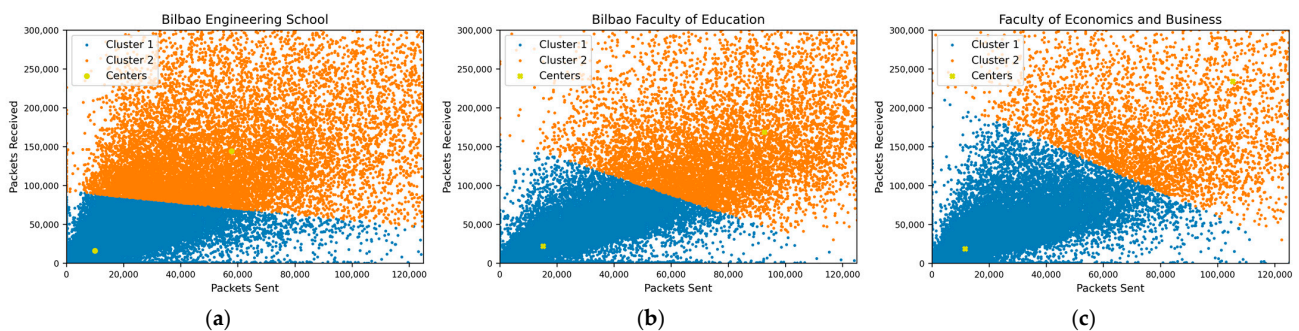 Bilbao Engineering School
300,000
250,000
200,000
150,000
100,000
50,000
0
Packets Received
Cluster 1
Cluster 2
Centers
0
20,000
40,000
60,000
80,000
100,000
120,000
Packets Sent
(a)
Bilbao Faculty of Education
300,000
250,000
200,000
150,000
100,000
50,000
0
Packets Received
Cluster 1
Cluster 2
Centers
0
20,000
40,000
60,000
80,000
100,000
120,000
Packets Sent
(b)
Faculty of Economics and Business
300,000
250,000
200,000
150,000
100,000
50,000
0
Packets Received
Cluster 1
Cluster 2
Centers
0
20,000
40,000
60,000
80,000
100,000
120,000
Packets Sent
(c)